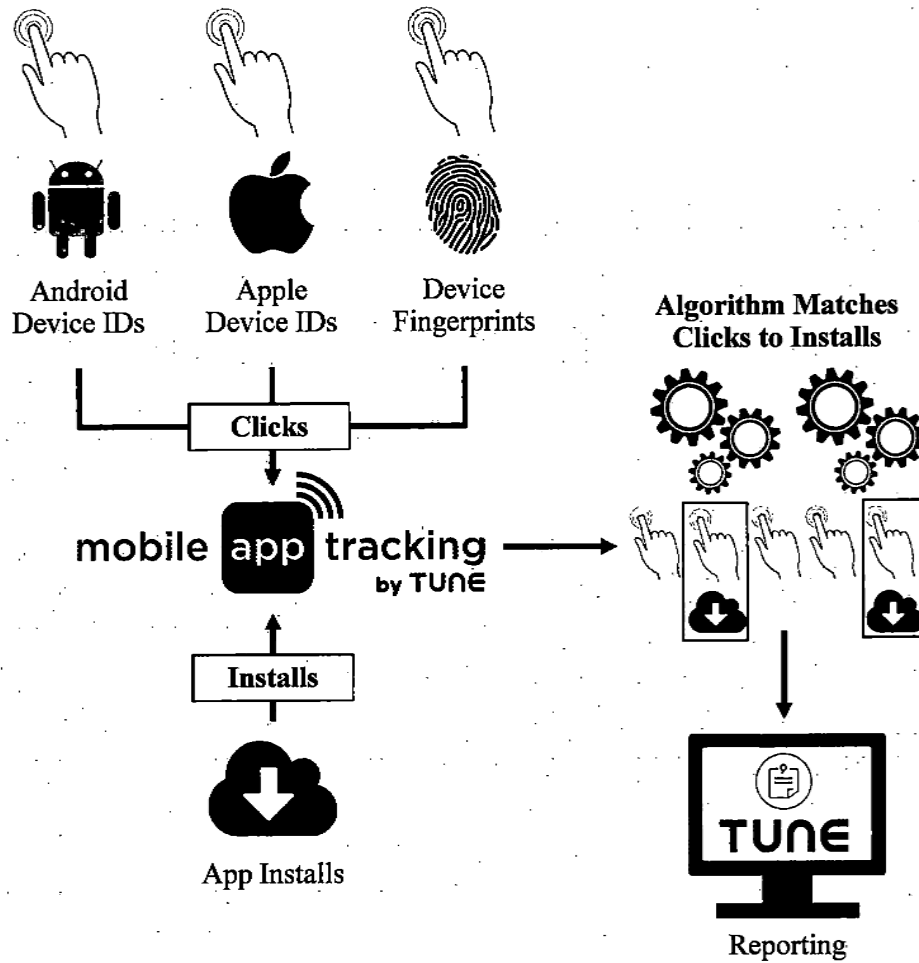 Android
Device IDs
Apple
Device IDs
Device
Fingerprints
Clicks
mobile app tracking
by TUNE
Installs
App Installs
Algorithm Matches
Clicks to Installs
TUNE
Reporting